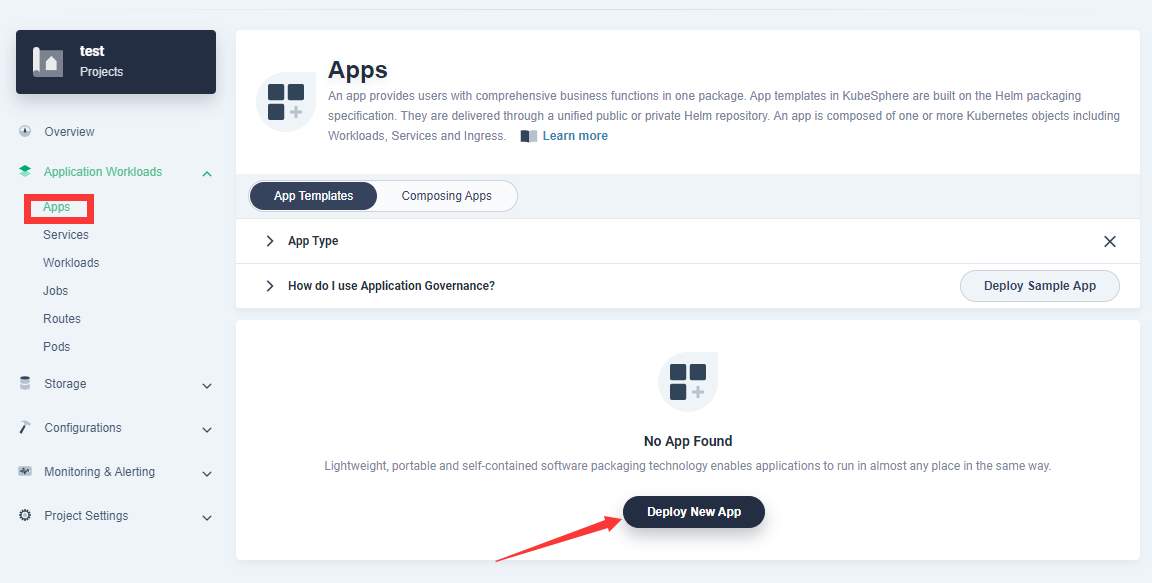 test
Projects
Overview
Application Workloads
Apps
Services
Workloads
Jobs
Routes
Pods
Storage
Configurations
Monitoring & Alerting
Project Settings
Apps
An app provides users with comprehensive business functions in one package. App templates in KubeSphere are built on the Helm packaging
specification. They are delivered through a unified public or private Helm repository. An app is composed of one or more Kubernetes objects including
Workloads, Services and Ingress. Learn more
App Templates Composing Apps
App Type
How do I use Application Governance? Deploy Sample App
No App Found
Lightweight, portable and self-contained software packaging technology enables applications to run in almost any place in the same way.
Deploy New App